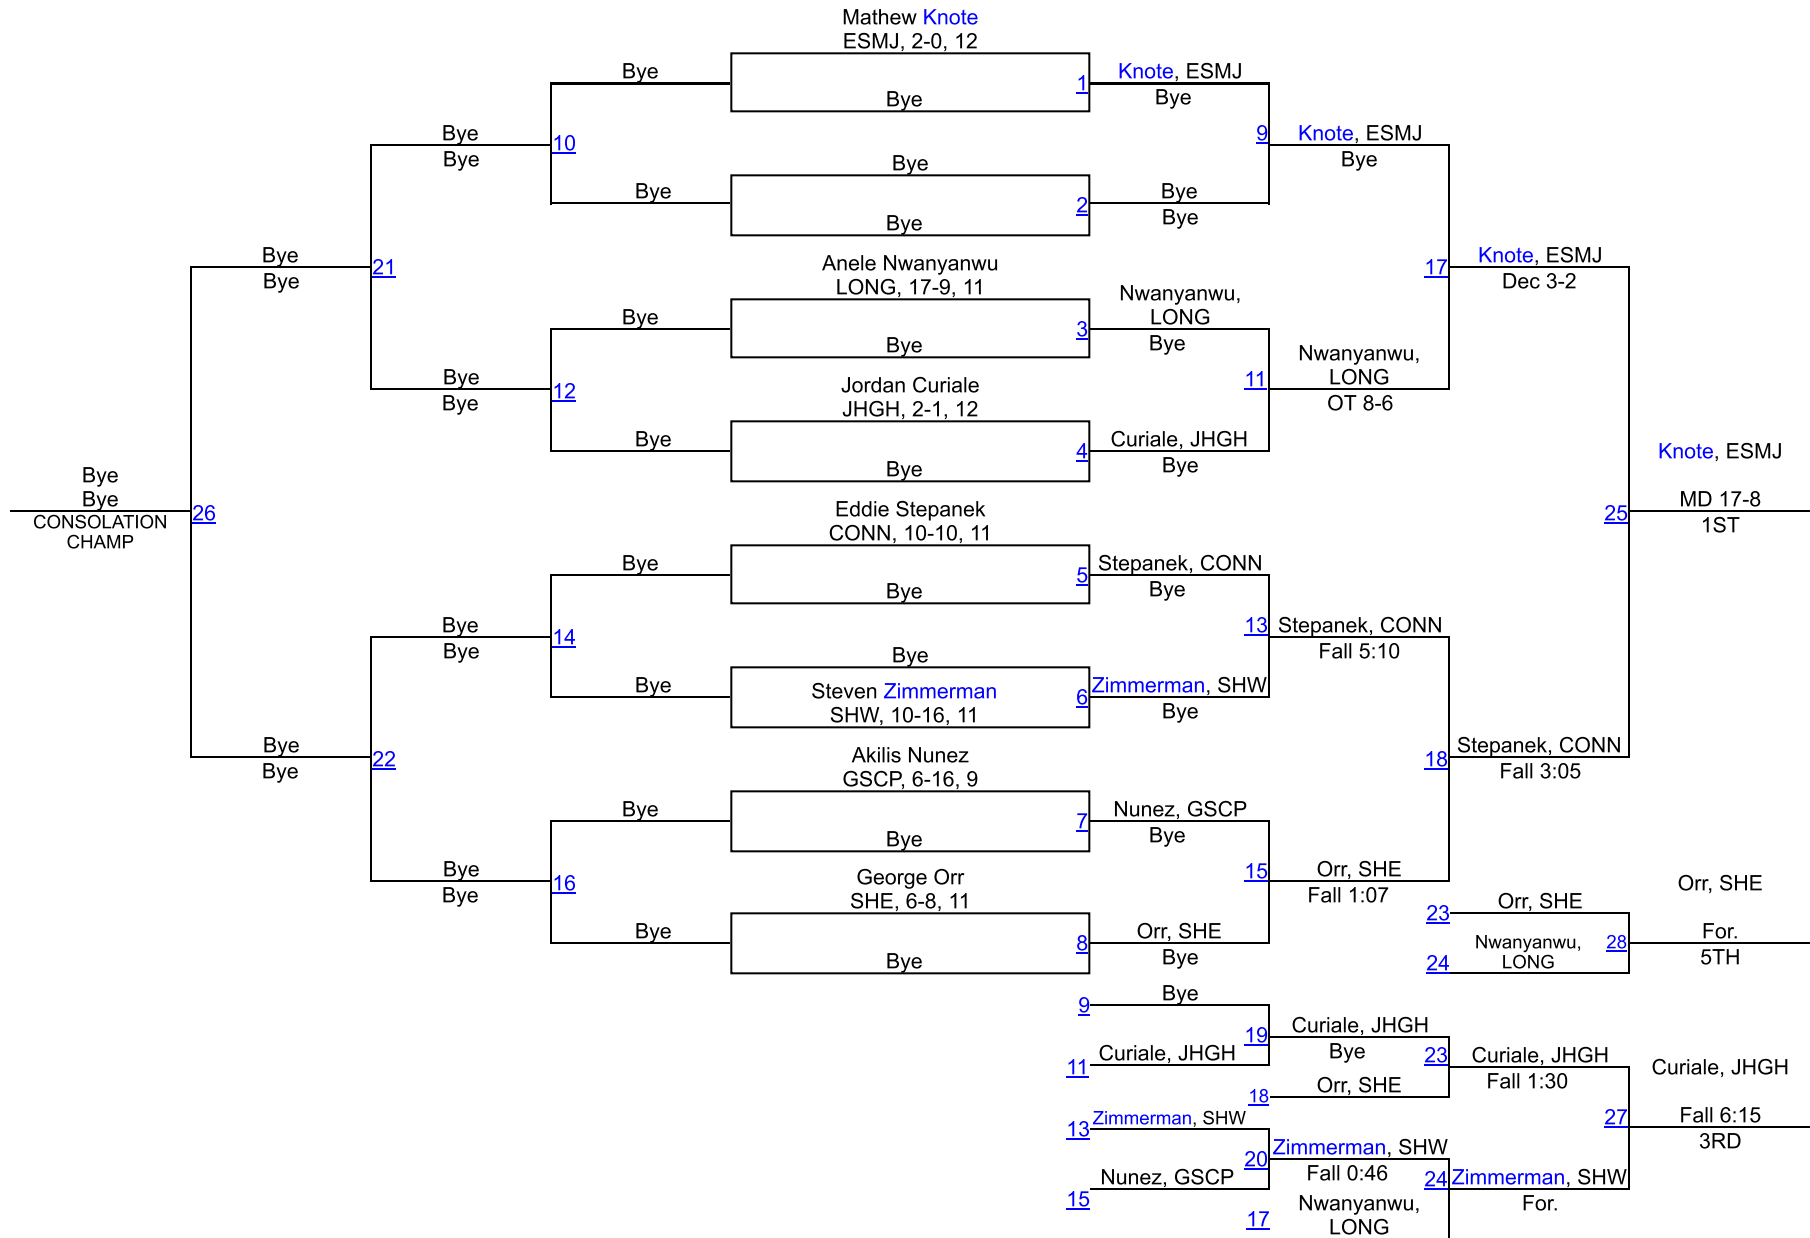 Mathew Knote
ESMJ, 2-0, 12
Bye
1
Knote, ESMJ
Bye
Bye
Bye
Bye
10
9
Knote, ESMJ
Bye
Bye
Bye
Bye
2
Bye
Bye
Bye
Bye
21
Anele Nwanyanwu
LONG, 17-9, 11
17
Knote, ESMJ
Dec 3-2
Bye
3
Bye
Nwanyanwu,
LONG
Bye
Bye
Bye
12
11
Nwanyanwu,
LONG
OT 8-6
Jordan Curiale
JHGH, 2-1, 12
Bye
4
Bye
Curiale, JHGH
Bye
Bye
Bye
CONSOLATION
CHAMP
26
25
Knote, ESMJ
MD 17-8
1ST
Eddie Stepanek
CONN, 10-10, 11
Bye
5
Bye
Stepanek, CONN
Bye
Bye
Bye
14
13
Stepanek, CONN
Fall 5:10
Bye
Bye
Steven Zimmerman
SHW, 10-16, 11
6
Zimmerman, SHW
Bye
Bye
Bye
22
18
Stepanek, CONN
Fall 3:05
Akilis Nunez
GSCP, 6-16, 9
Bye
7
Bye
Nunez, GSCP
Bye
Bye
Bye
16
15
Orr, SHE
Fall 1:07
George Orr
SHE, 6-8, 11
Bye
8
Bye
Orr, SHE
Bye
23
Orr, SHE
24
Nwanyanwu,
LONG
28
Orr, SHE
For.
5TH
9
Bye
11
Curiale, JHGH
19
Curiale, JHGH
Bye
18
Orr, SHE
23
Curiale, JHGH
Fall 1:30
13
Zimmerman, SHW
15
Nunez, GSCP
20
Zimmerman, SHW
Fall 0:46
17
Nwanyanwu,
LONG
24
Zimmerman, SHW
For.
27
Curiale, JHGH
Fall 6:15
3RD